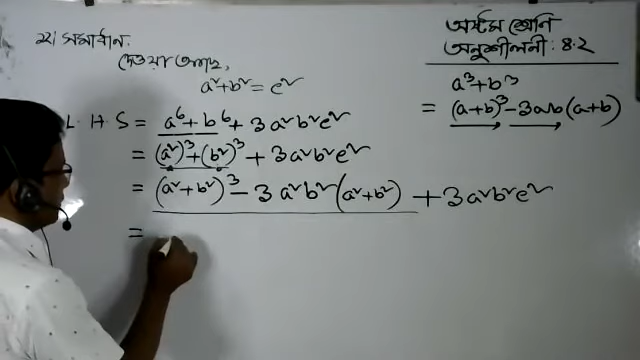 অষ্টম শ্রেণি
অনুশীলনী : 4.2
a³ + b³
= (a+b)³ - 3ab(a+b)
২২। সমাধান:
দেওয়া আছে,
a² + b² = c²
L H S = a⁶ + b⁶ + 3a²b²c²
= (a²)³ + (b²)³ + 3a²b²c²
= (a² + b²)³ - 3a²b²(a² + b²) + 3a²b²c²
=